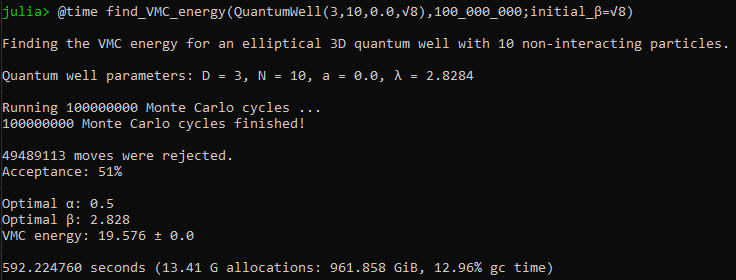 julia> @time find_VMC_energy(QuantumWell(3,10,0.0,√8),100_000_000;initial_β=√8)
Finding the VMC energy for an elliptical 3D quantum well with 10 non-interacting particles.
Quantum well parameters: D = 3, N = 10, a = 0.0, λ = 2.8284
Running 100000000 Monte Carlo cycles ...
100000000 Monte Carlo cycles finished!
49489113 moves were rejected.
Acceptance: 51%
Optimal α: 0.5
Optimal β: 2.828
VMC energy: 19.576 ± 0.0
592.224760 seconds (13.41 G allocations: 961.858 GiB, 12.96% gc time)